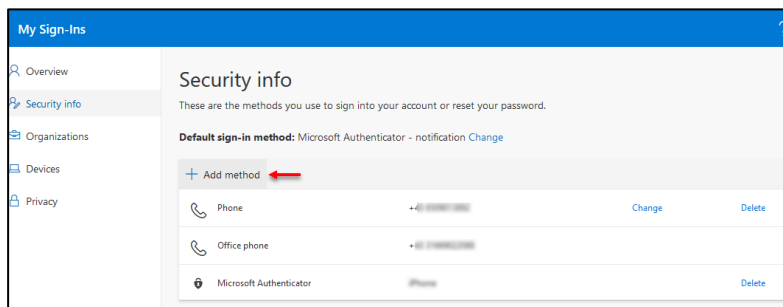 My Sign-Ins
?
Overview
Security info
Organizations
Devices
Privacy
Security info
These are the methods you use to sign into your account or reset your password.
Default sign-in method: Microsoft Authenticator - notification Change
+ Add method
Phone Change Delete
Office phone
Microsoft Authenticator iPhone Delete